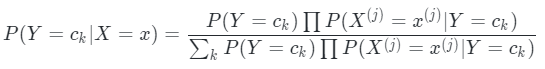 P(Y = c_k|X = x) = \frac{P(Y = c_k) \prod P(X^{(j)} = x^{(j)}|Y = c_k)}{\sum_k P(Y = c_k) \prod P(X^{(j)} = x^{(j)}|Y = c_k)}